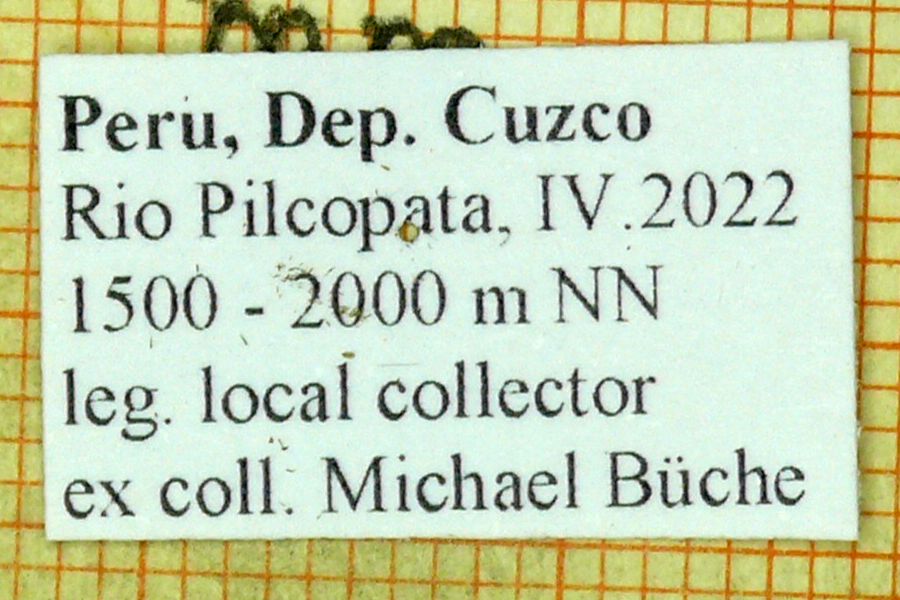 Peru, Dep. Cuzco
Rio Pilcopata, IV.2022
1500 - 2000 m NN
leg. local collector
ex coll. Michael Büche